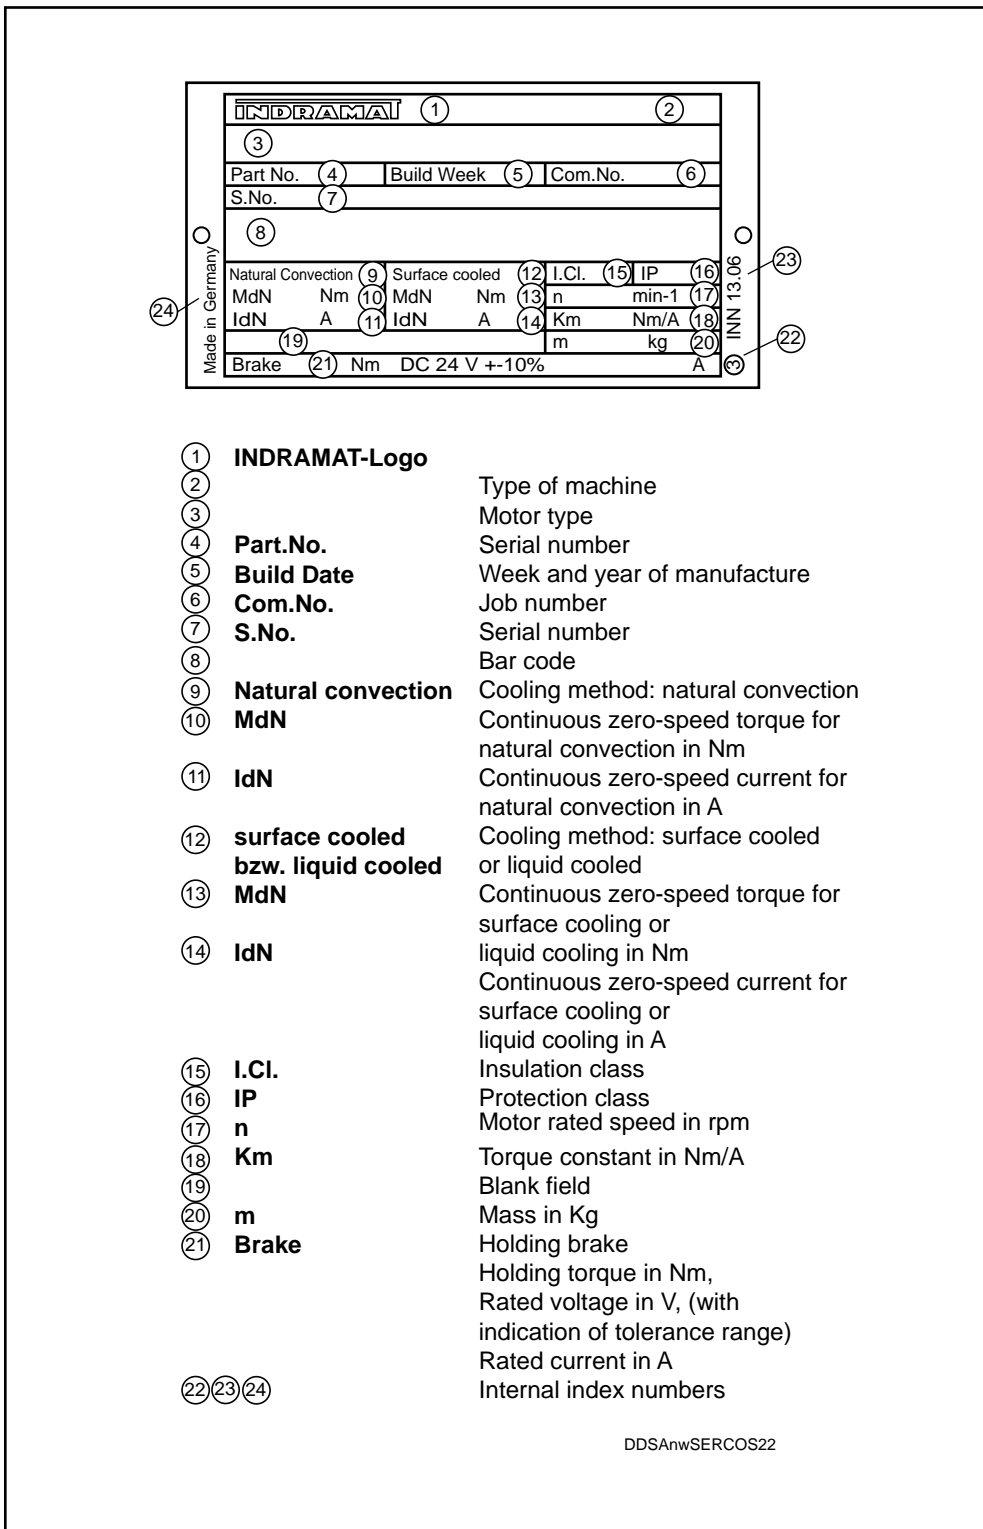 INDRAMAT 1 2
3
Part No. 4 Build Week 5 Com.No. 6
S.No. 7
8
Natural Convection 9 Surface cooled 12 I.Cl. 15 IP 16
MdN Nm 10 MdN Nm 13 n min-1 17
IdN A 11 IdN A 14 Km Nm/A 18
19 m kg 20
Brake 21 Nm DC 24 V +-10% A
Made in Germany
24
INN 13.06
3
23
22
1 INDRAMAT-Logo
2 Type of machine
3 Motor type
4 Part.No. Serial number
5 Build Date Week and year of manufacture
6 Com.No. Job number
7 S.No. Serial number
8 Bar code
9 Natural convection Cooling method: natural convection
10 MdN Continuous zero-speed torque for
natural convection in Nm
11 IdN Continuous zero-speed current for
natural convection in A
12 surface cooled Cooling method: surface cooled
bzw. liquid cooled or liquid cooled
13 MdN Continuous zero-speed torque for
surface cooling or
14 IdN liquid cooling in Nm
Continuous zero-speed current for
surface cooling or
liquid cooling in A
15 I.Cl. Insulation class
16 IP Protection class
17 n Motor rated speed in rpm
18 Km Torque constant in Nm/A
19 Blank field
20 m Mass in Kg
21 Brake Holding brake
Holding torque in Nm,
Rated voltage in V, (with
indication of tolerance range)
Rated current in A
22 23 24 Internal index numbers
DDSAnwSERCOS22